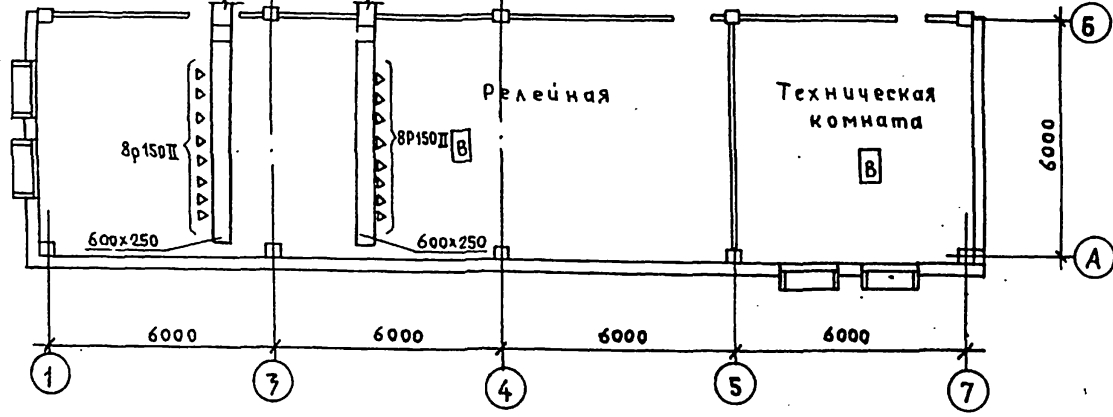 Б
Релейная
Техническая
комната
8р150II
8Р150II
В
В
6000
600х250
600х250
А
6000
6000
6000
6000
1
3
4
5
7